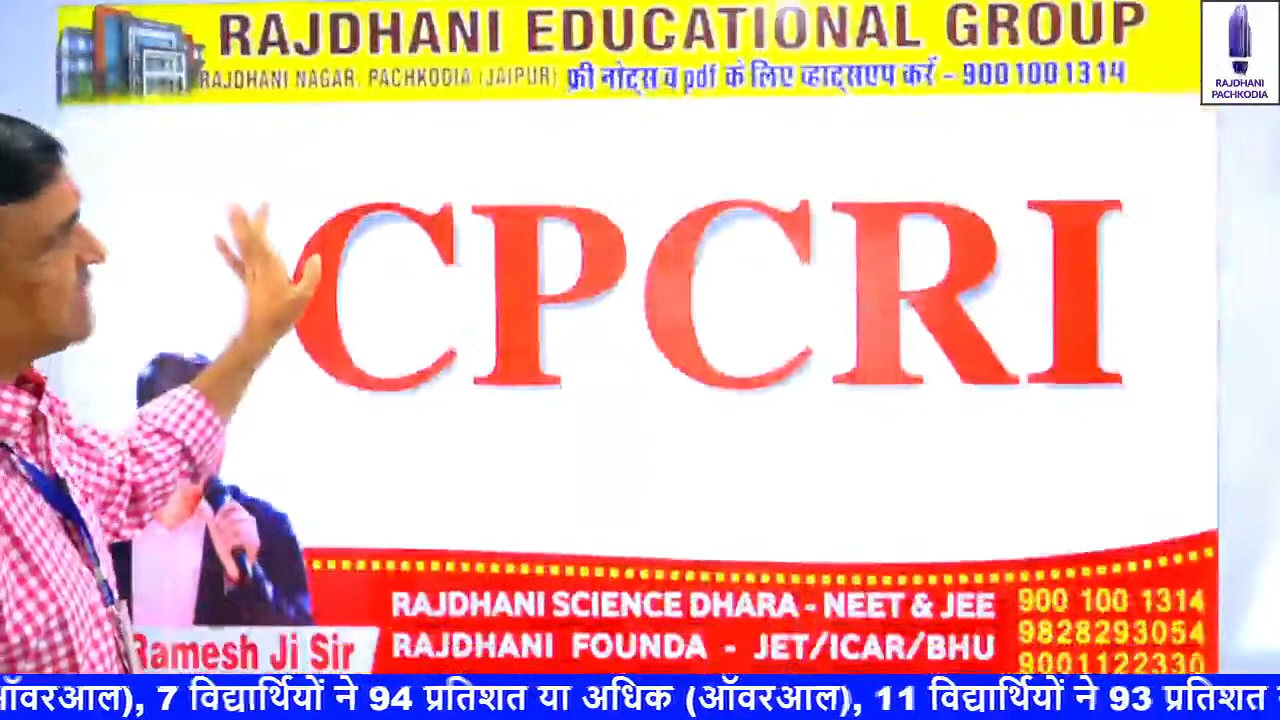 RAJDHANI EDUCATIONAL GROUP
RAJDHANI NAGAR, PACHKODIA (JAIPUR) फ्री नोट्स व pdf के लिए व्हाट्सएप करें - 900 100 1314
RAJDHANI
PACHKODIA
CPCRI
RAJDHANI SCIENCE DHARA - NEET & JEE 900 100 1314
RAJDHANI FOUNDA - JET/ICAR/BHU 9828293054
9001122330
Ramesh Ji Sir
ऑवरआल), 7 विद्यार्थियों ने 94 प्रतिशत या अधिक (ऑवरआल), 11 विद्यार्थियों ने 93 प्रतिशत